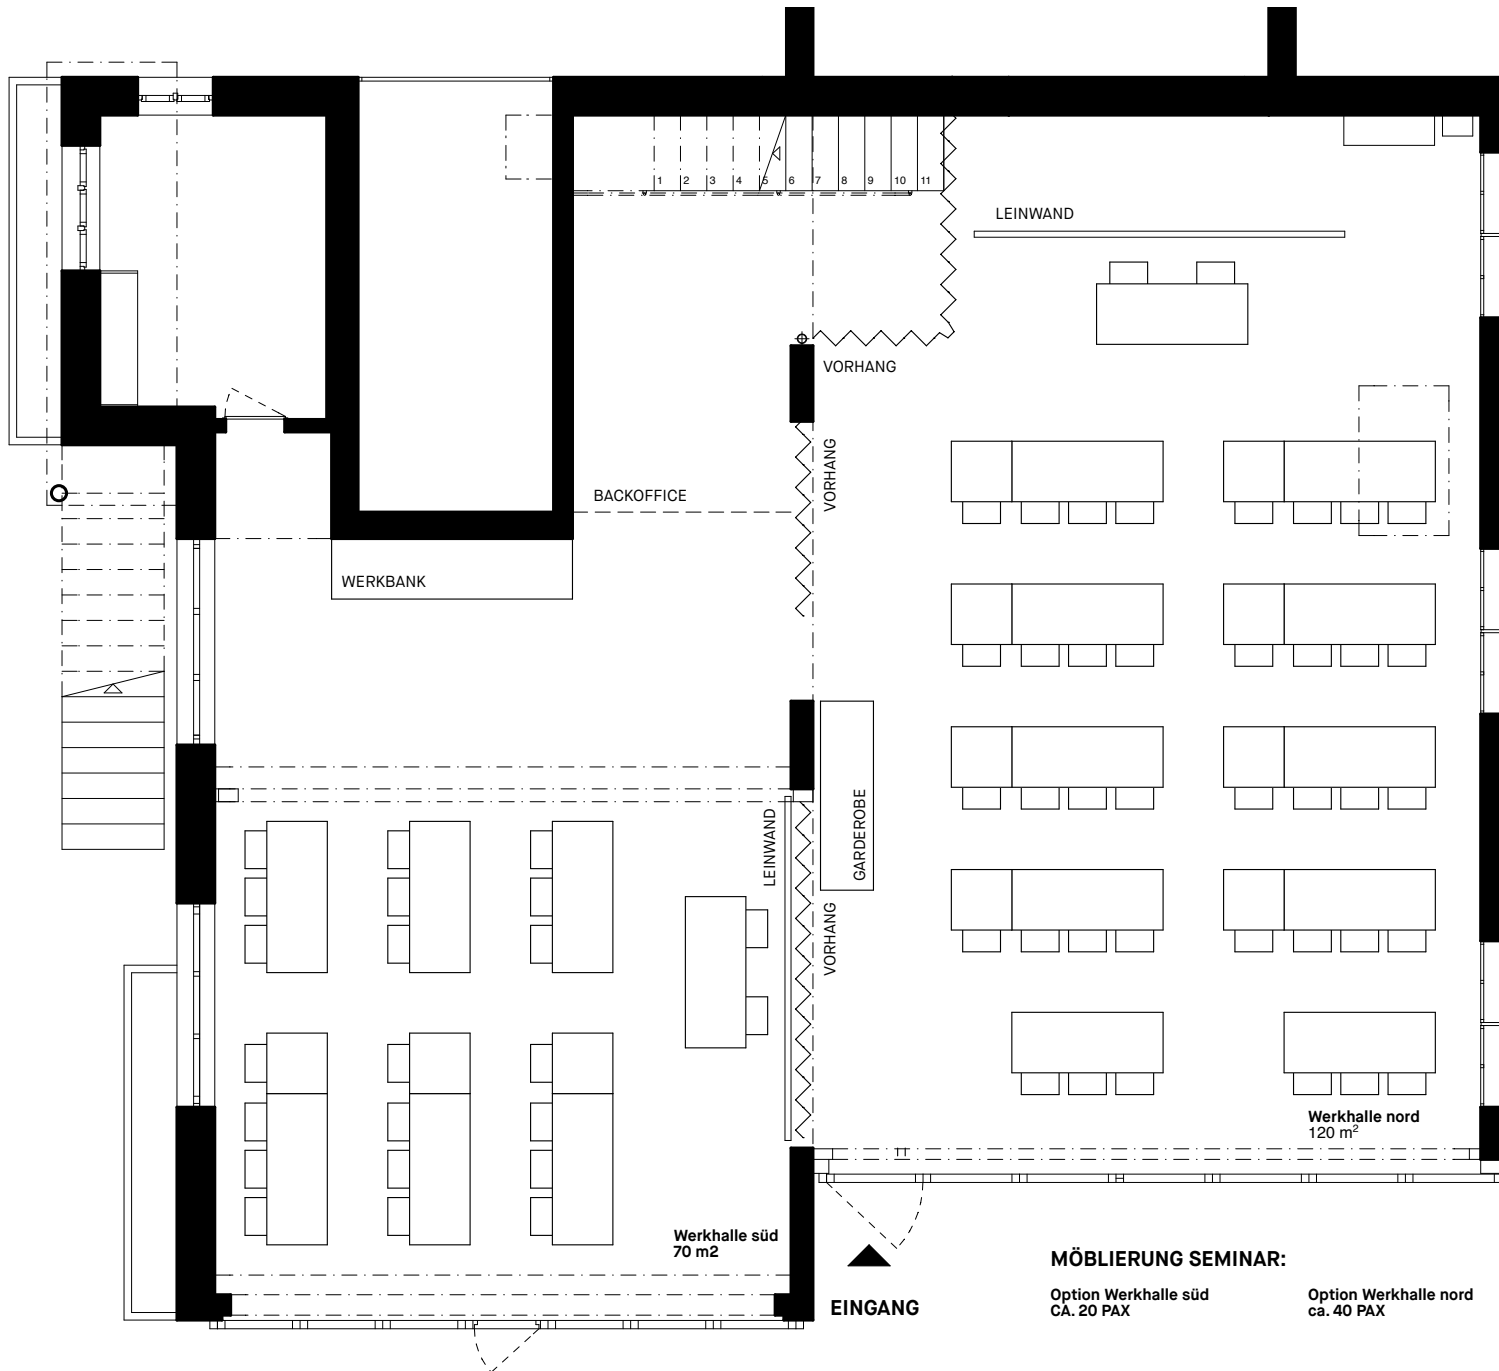 1 2 3 4 5 6 7 8 9 10 11
LEINWAND
VORHANG
VORHANG
BACKOFFICE
WERKBANK
GARDEROBE
LEINWAND
VORHANG
Werkhalle nord
120 m²
Werkhalle süd
70 m2
EINGANG
MÖBLIERUNG SEMINAR:
Option Werkhalle süd
CA. 20 PAX
Option Werkhalle nord
ca. 40 PAX